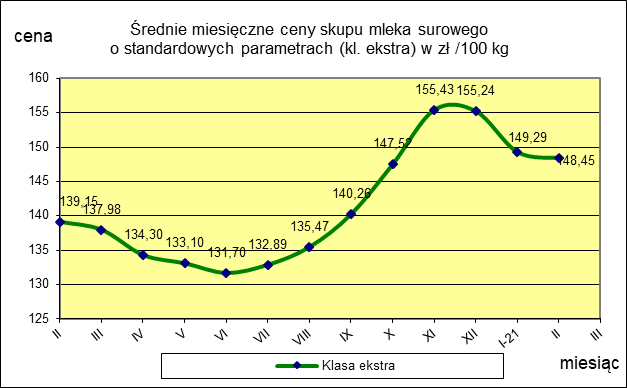 Średnie miesięczne ceny skupu mleka surowego
o standardowych parametrach (kl. ekstra) w zł /100 kg
cena
160
155
150
145
140
135
130
125
139,15
137,98
134,30
133,10
131,70
132,89
135,47
140,26
147,52
155,43
155,24
149,29
148,45
II
III
IV
V
VI
VII
VIII
IX
X
XI
XII
I-21
II
III
miesiąc
Klasa ekstra